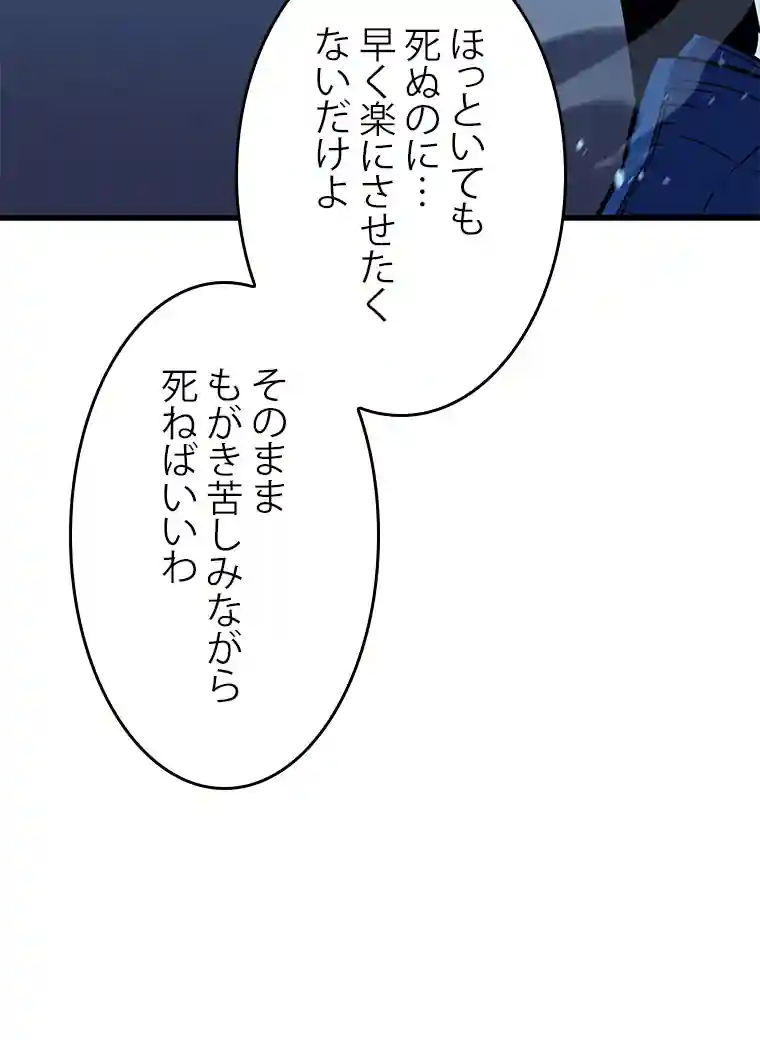 ほっといても
死ぬのに…
早く楽にさせたく
ないだけよ
そのまま
もがき苦しみながら
死ねばいいわ